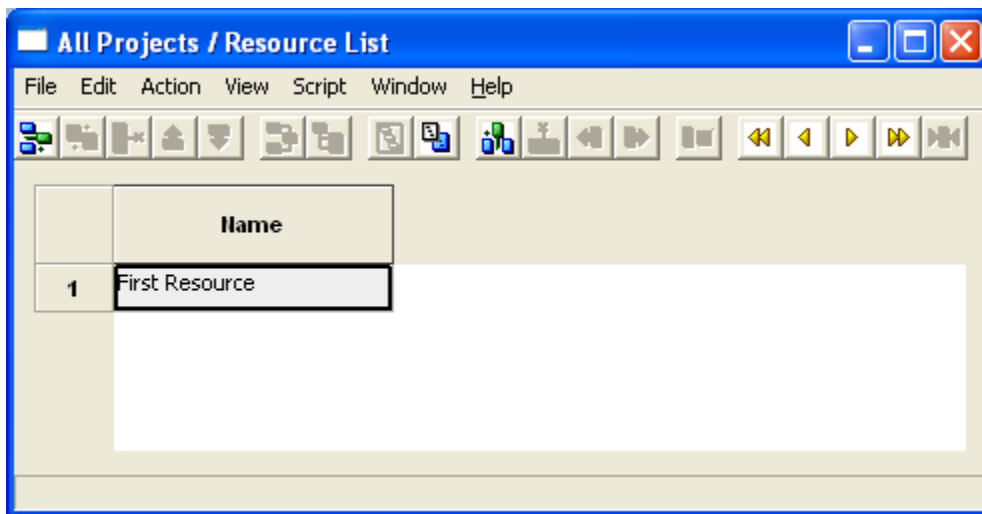 All Projects / Resource List
File Edit Action View Script Window Help
Name
1 First Resource